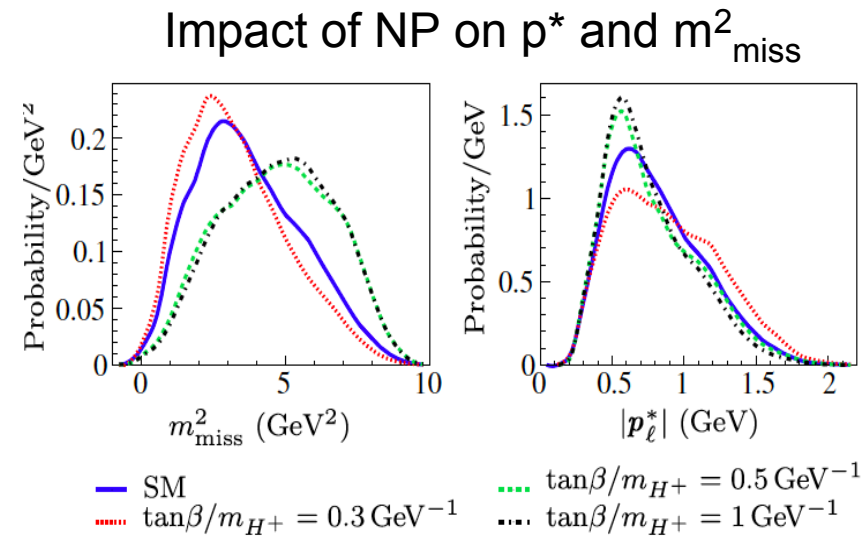 Impact of NP on p* and m²miss
Probability/GeV²
0.2
0.15
0.1
0.05
0
0 5 10
m²miss (GeV²)
Probability/GeV
1.5
1
0.5
0
0 0.5 1 1.5 2
|p*ℓ| (GeV)
SM
tanβ/mH+ = 0.3 GeV⁻¹
tanβ/mH+ = 0.5 GeV⁻¹
tanβ/mH+ = 1 GeV⁻¹